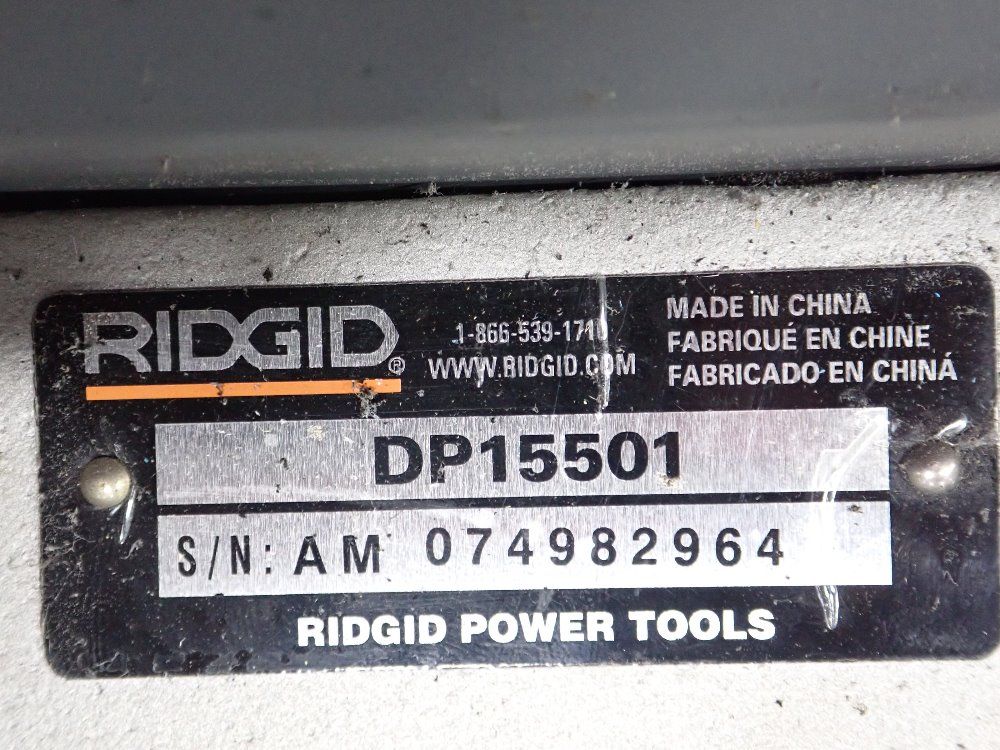 RIDGID®
1-866-539-171
WWW.RIDGID.COM
MADE IN CHINA
FABRIQUÉ EN CHINE
FABRICADO EN CHINÁ
DP15501
S/N: AM 074982964
RIDGID POWER TOOLS